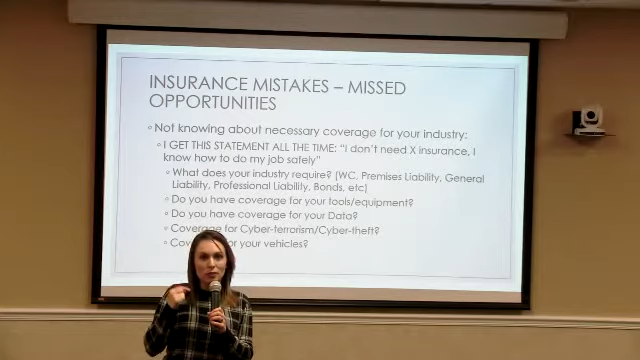 INSURANCE MISTAKES – MISSED
OPPORTUNITIES
Not knowing about necessary coverage for your industry:
I GET THIS STATEMENT ALL THE TIME: “I don’t need X insurance, I
know how to do my job safely”
What does your industry require? (WC, Premises Liability, General
Liability, Professional Liability, Bonds, etc)
Do you have coverage for your tools/equipment?
Do you have coverage for your Data?
Coverage for Cyber-terrorism/Cyber-theft?
for your vehicles?